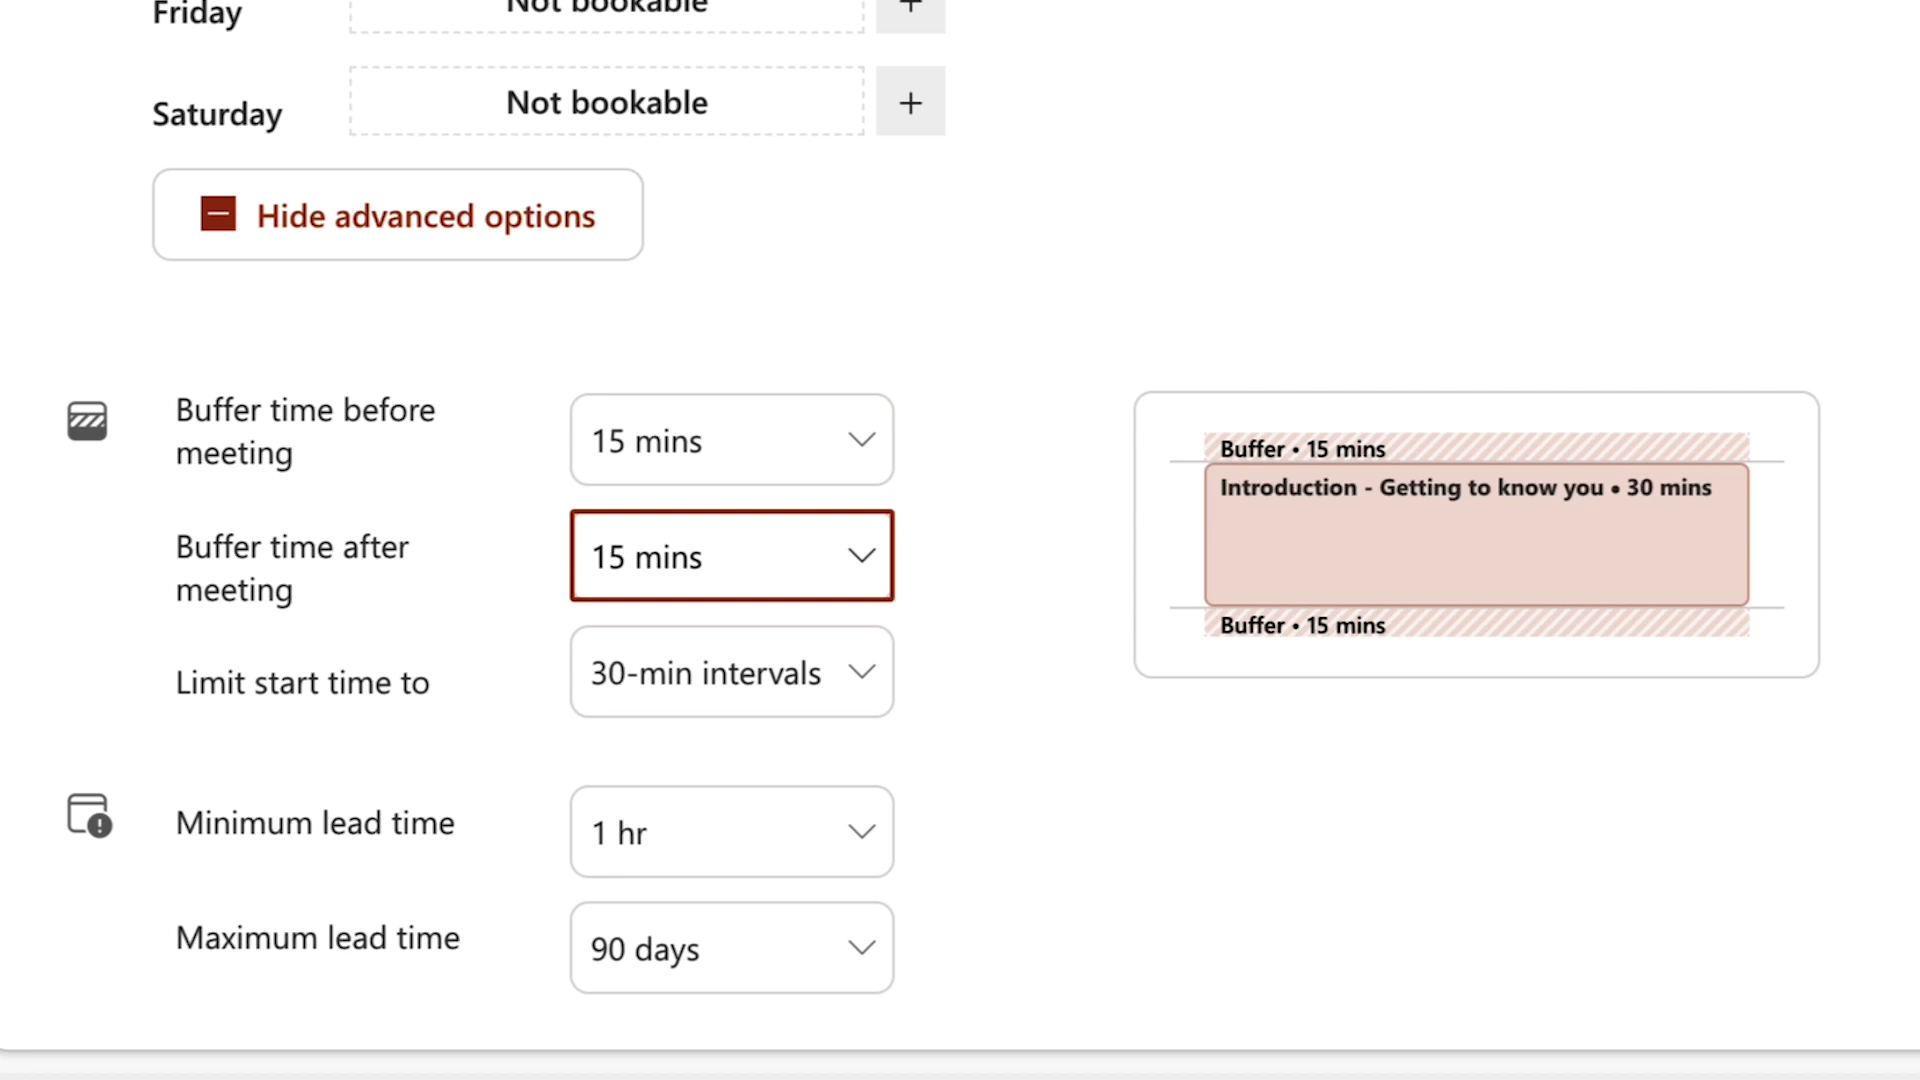 Friday
Not bookable
+
Saturday
Not bookable
+
Hide advanced options
Buffer time before
meeting
15 mins
Buffer time after
meeting
15 mins
Limit start time to
30-min intervals
Minimum lead time
1 hr
Maximum lead time
90 days
Buffer • 15 mins
Introduction - Getting to know you • 30 mins
Buffer • 15 mins